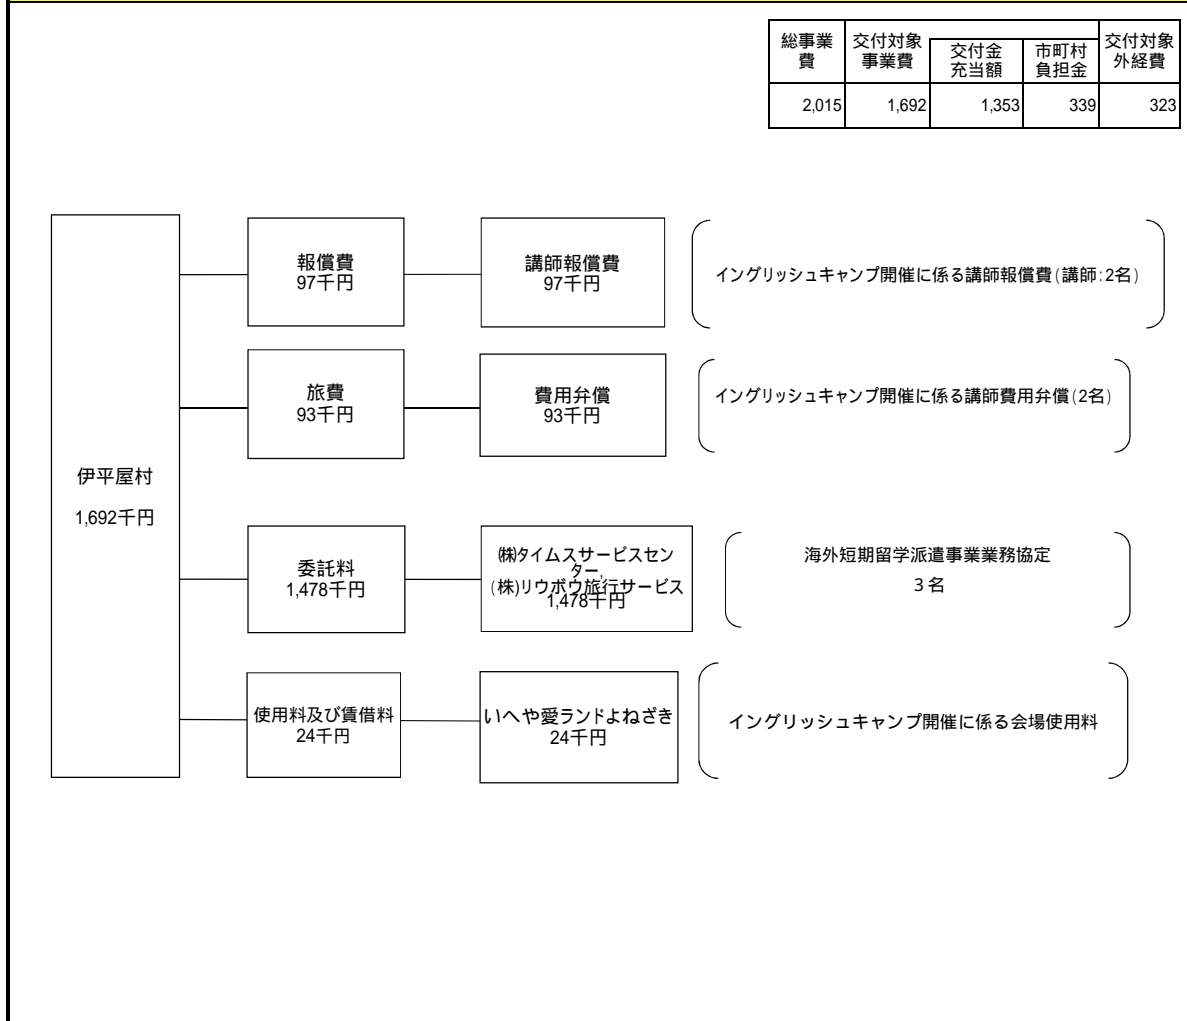 総事業費
交付対象事業費
交付金充当額
市町村負担金
交付対象外経費
2,015
1,692
1,353
339
323
伊平屋村
1,692千円
報償費
97千円
講師報償費
97千円
イングリッシュキャンプ開催に係る講師報償費(講師:2名)
旅費
93千円
費用弁償
93千円
イングリッシュキャンプ開催に係る講師費用弁償(2名)
委託料
1,478千円
㈱タイムスサービスセン
ター,
(株)リウボウ旅行サービス
1,478千円
海外短期留学派遣事業業務協定
３名
使用料及び賃借料
24千円
いへや愛ランドよねざき
24千円
イングリッシュキャンプ開催に係る会場使用料